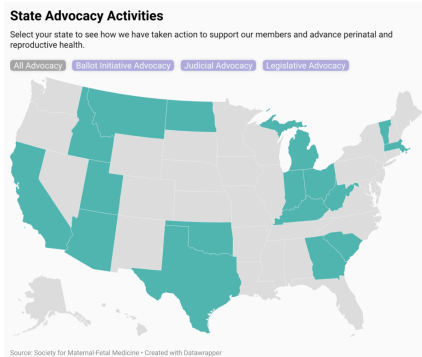 State Advocacy Activities
Select your state to see how we have taken action to support our members and advance perinatal and
reproductive health.
All Advocacy Ballot Initiative Advocacy Judicial Advocacy Legislative Advocacy
Source: Society for Maternal-Fetal Medicine • Created with Datawrapper